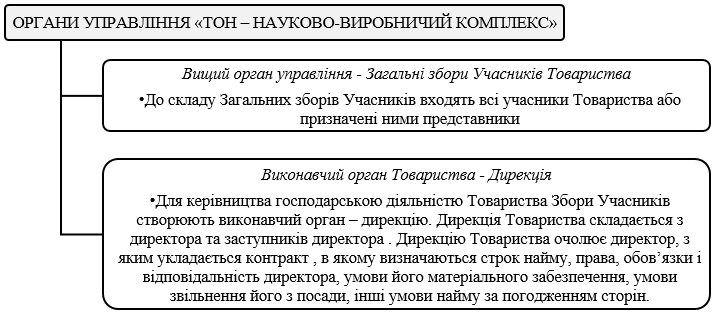 ОРГАНИ УПРАВЛІННЯ «ТОН – НАУКОВО-ВИРОБНИЧИЙ КОМПЛЕКС»
Вищий орган управління - Загальні збори Учасників Товариства
•До складу Загальних зборів Учасників входять всі учасники Товариства або
призначені ними представники
Виконавчий орган Товариства - Дирекція
•Для керівництва господарською діяльністю Товариства Збори Учасників
створюють виконавчий орган – дирекцію. Дирекція Товариства складається з
директора та заступників директора . Дирекцію Товариства очолює директор, з
яким укладається контракт , в якому визначаються строк найму, права, обов’язки і
відповідальність директора, умови його матеріального забезпечення, умови
звільнення його з посади, інші умови найму за погодженням сторін.